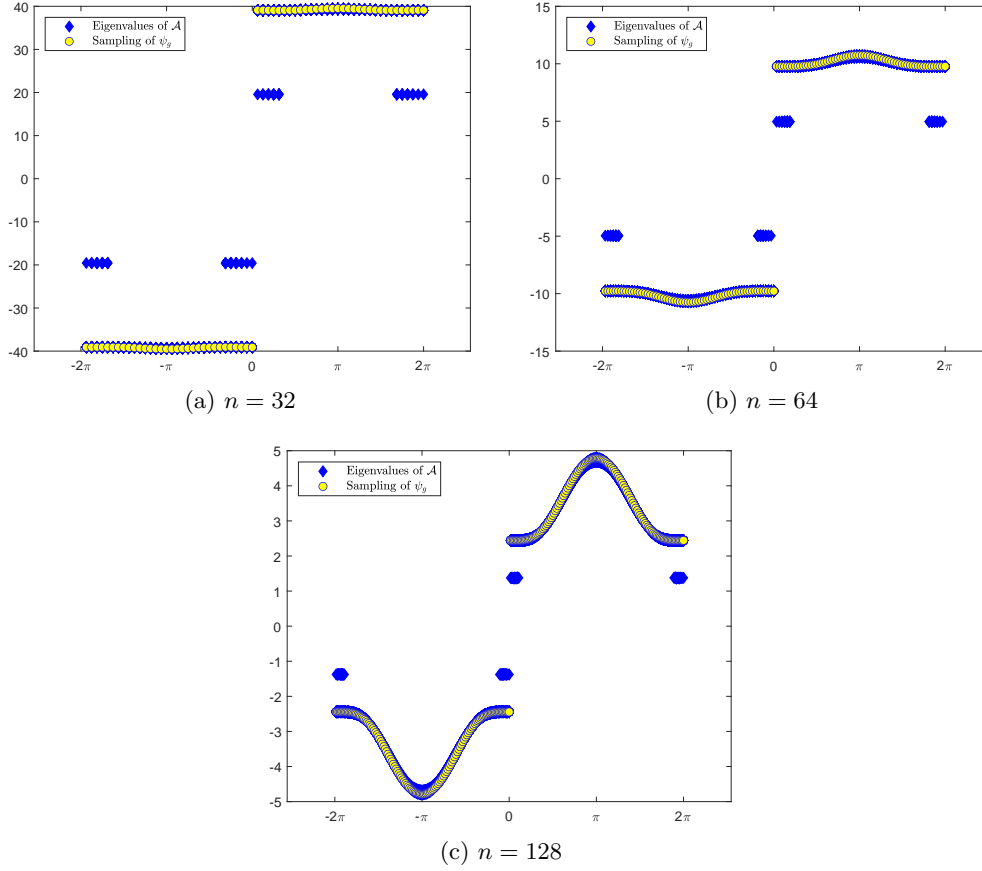 40
30
20
10
0
-10
-20
-30
-40
-2π
-π
0
π
2π
Eigenvalues of 𝒜
Sampling of ψ_g
(a) n = 32
15
10
5
0
-5
-10
-15
-2π
-π
0
π
2π
Eigenvalues of 𝒜
Sampling of ψ_g
(b) n = 64
5
4
3
2
1
0
-1
-2
-3
-4
-5
-2π
-π
0
π
2π
Eigenvalues of 𝒜
Sampling of ψ_g
(c) n = 128